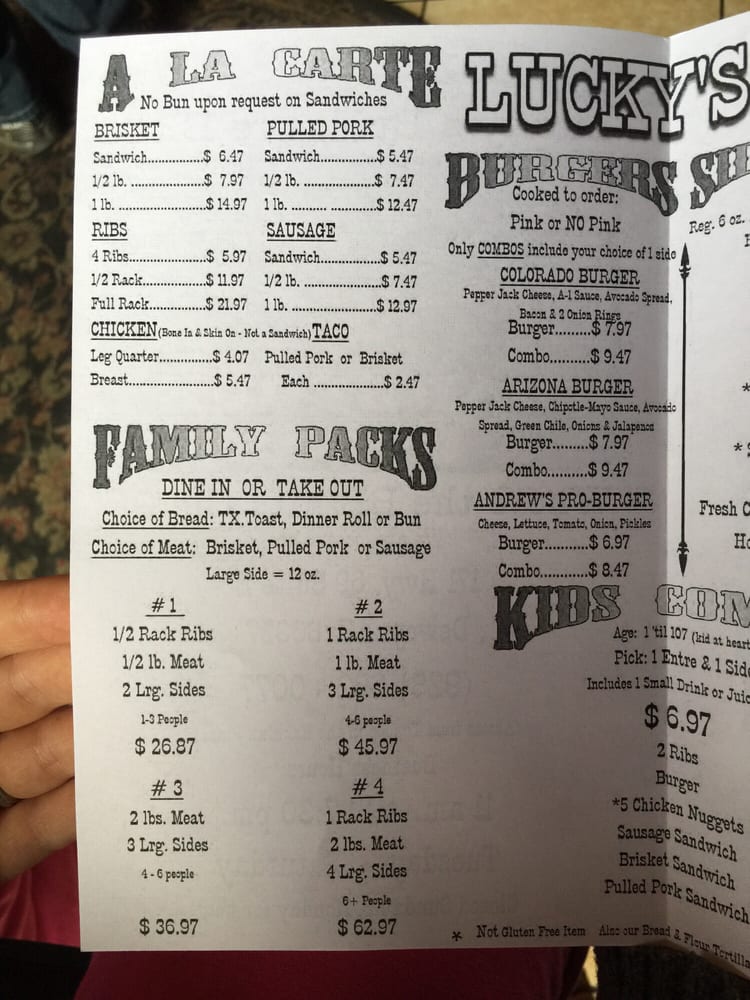 A LA CARTE
No Bun upon request on Sandwiches
BRISKET
Sandwich..............$ 6.47
1/2 lb. ..................$ 7.97
1 lb. ......................$ 14.97
PULLED PORK
Sandwich..............$ 5.47
1/2 lb. ..................$ 7.47
1 lb. ......................$ 12.47
RIBS
4 Ribs....................$ 5.97
1/2 Rack................$ 11.97
Full Rack...............$ 21.97
SAUSAGE
Sandwich..............$ 5.47
1/2 lb. ..................$ 7.47
1 lb. ......................$ 12.97
CHICKEN (Bone In & Skin On - Not a Sandwich)
Leg Quarter..............$ 4.07
Breast........................$ 5.47
TACO
Pulled Pork or Brisket
Each ..................$ 2.47
FAMILY PACKS
DINE IN OR TAKE OUT
Choice of Bread: TX.Toast, Dinner Roll or Bun
Choice of Meat: Brisket, Pulled Pork or Sausage
Large Side = 12 oz.
# 1
1/2 Rack Ribs
1/2 lb. Meat
2 Lrg. Sides
1-3 People
$ 26.87
# 2
1 Rack Ribs
1 lb. Meat
3 Lrg. Sides
4-6 people
$ 45.97
# 3
2 lbs. Meat
3 Lrg. Sides
4 - 6 people
$ 36.97
# 4
1 Rack Ribs
2 lbs. Meat
4 Lrg. Sides
6+ People
$ 62.97
LUCKY'S
BURGERS
Cooked to order:
Pink or NO Pink
Only COMBOS include your choice of 1 side
COLORADO BURGER
Pepper Jack Cheese, A-1 Sauce, Avocado Spread,
Bacon & 2 Onion Rings
Burger.........$ 7.97
Combo..........$ 9.47
ARIZONA BURGER
Pepper Jack Cheese, Chipotle-Mayo Sauce, Avocado
Spread, Green Chile, Onions & Jalapenos
Burger.........$ 7.97
Combo..........$ 9.47
ANDREW'S PRO-BURGER
Cheese, Lettuce, Tomato, Onion, Pickles
Burger.........$ 6.97
Combo...........$ 8.47
KIDS COM
Age: 1 'til 107 (kid at heart
Pick: 1 Entre & 1 Side
Includes 1 Small Drink or Juic
$ 6.97
2 Ribs
Burger
*5 Chicken Nuggets
Sausage Sandwich
Brisket Sandwich
Pulled Pork Sandwich
* Not Gluten Free Item Also our Bread & Flour Tortilla
Reg. 6 oz.
*
*
Fresh C
Ho